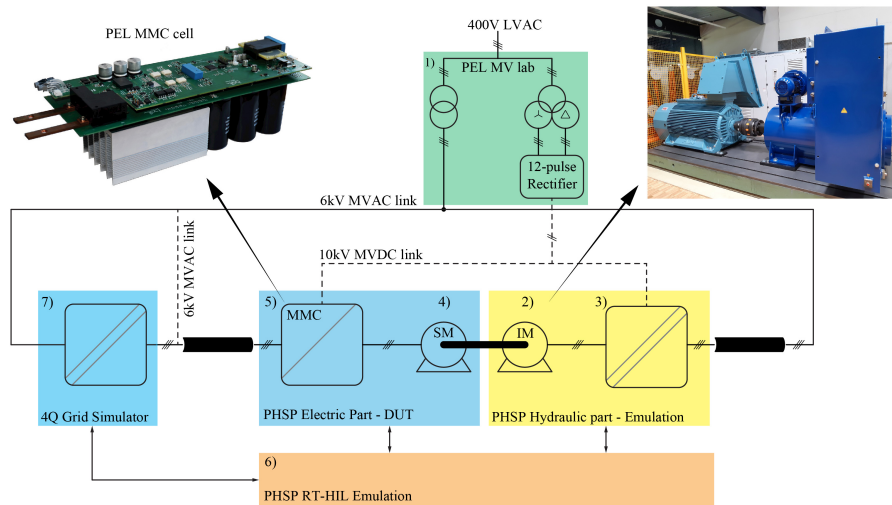 PEL MMC cell
400V LVAC
1)
PEL MV lab
12-pulse
Rectifier
6kV MVAC link
6kV MVAC link
10kV MVDC link
7)
4Q Grid Simulator
5)
MMC
4)
SM
PHSP Electric Part - DUT
2)
IM
3)
PHSP Hydraulic part - Emulation
6)
PHSP RT-HIL Emulation